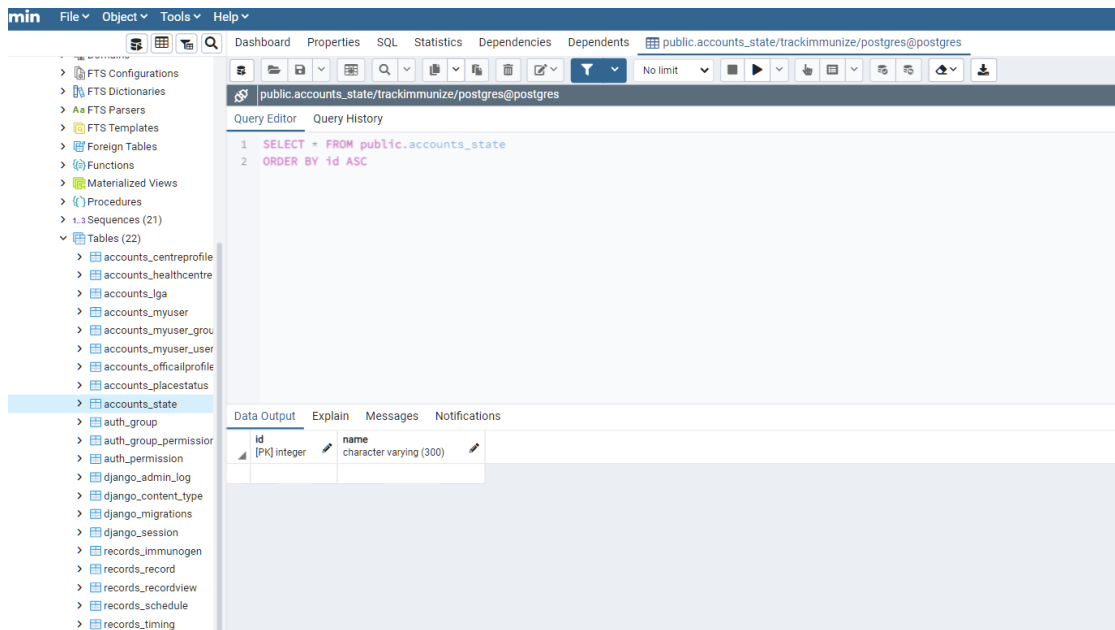 min File Object Tools Help
Dashboard Properties SQL Statistics Dependencies Dependents public.accounts_state/trackimmunize/postgres@postgres
No limit
public.accounts_state/trackimmunize/postgres@postgres
Query Editor Query History
1 SELECT * FROM public.accounts_state
2 ORDER BY id ASC
FTS Configurations
FTS Dictionaries
Aa FTS Parsers
FTS Templates
Foreign Tables
Functions
Materialized Views
Procedures
1..3 Sequences (21)
Tables (22)
accounts_centreprofile
accounts_healthcentre
accounts_lga
accounts_myuser
accounts_myuser_grou
accounts_myuser_user
accounts_officailprofile
accounts_placestatus
accounts_state
auth_group
auth_group_permission
auth_permission
django_admin_log
django_content_type
django_migrations
django_session
records_immunogen
records_record
records_recordview
records_schedule
records_timing
Data Output Explain Messages Notifications
id name
[PK] integer character varying (300)